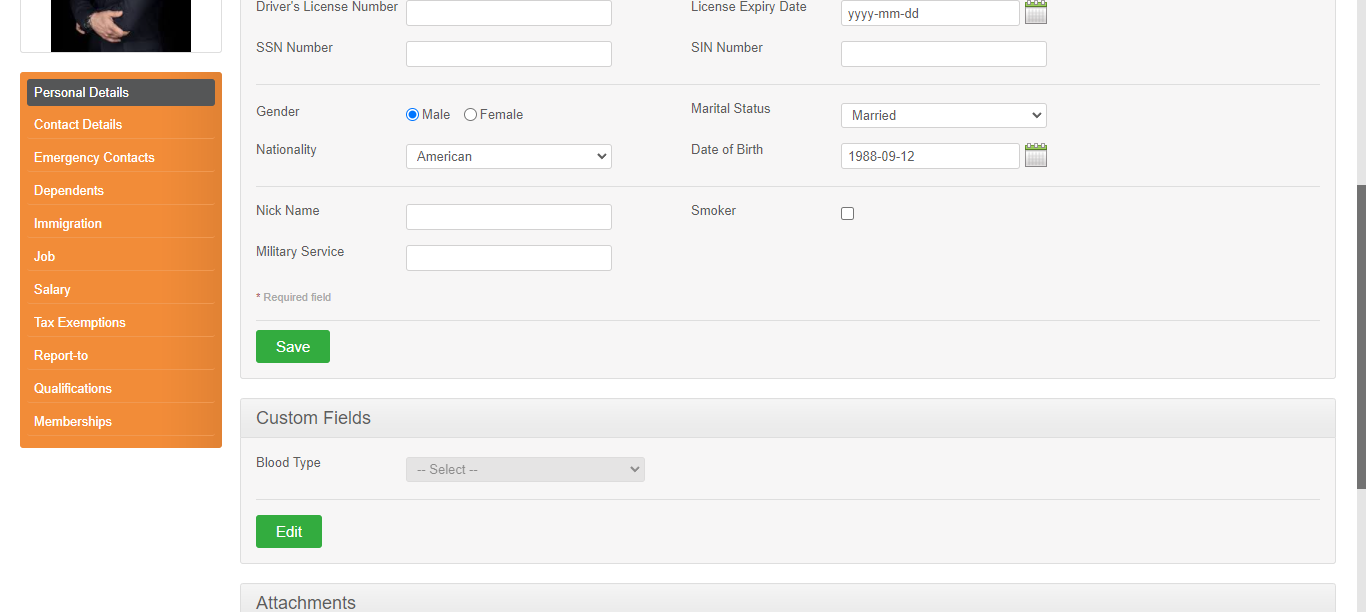 Driver's License Number
License Expiry Date
yyyy-mm-dd
SSN Number
SIN Number
Personal Details
Contact Details
Emergency Contacts
Dependents
Immigration
Job
Salary
Tax Exemptions
Report-to
Qualifications
Memberships
Gender
Male
Female
Marital Status
Married
Nationality
American
Date of Birth
1988-09-12
Nick Name
Smoker
Military Service
* Required field
Save
Custom Fields
Blood Type
-- Select --
Edit
Attachments